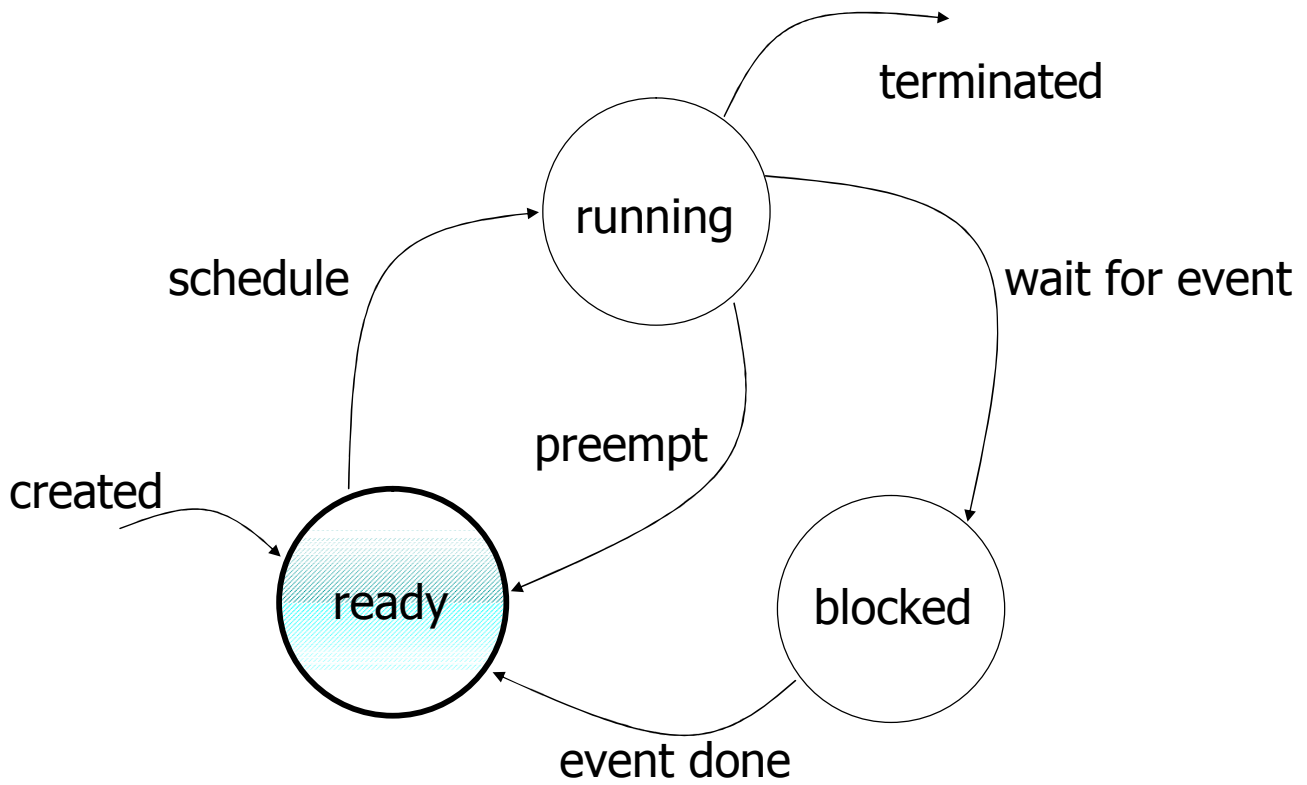 terminated
running
schedule
wait for event
preempt
created
ready
blocked
event done